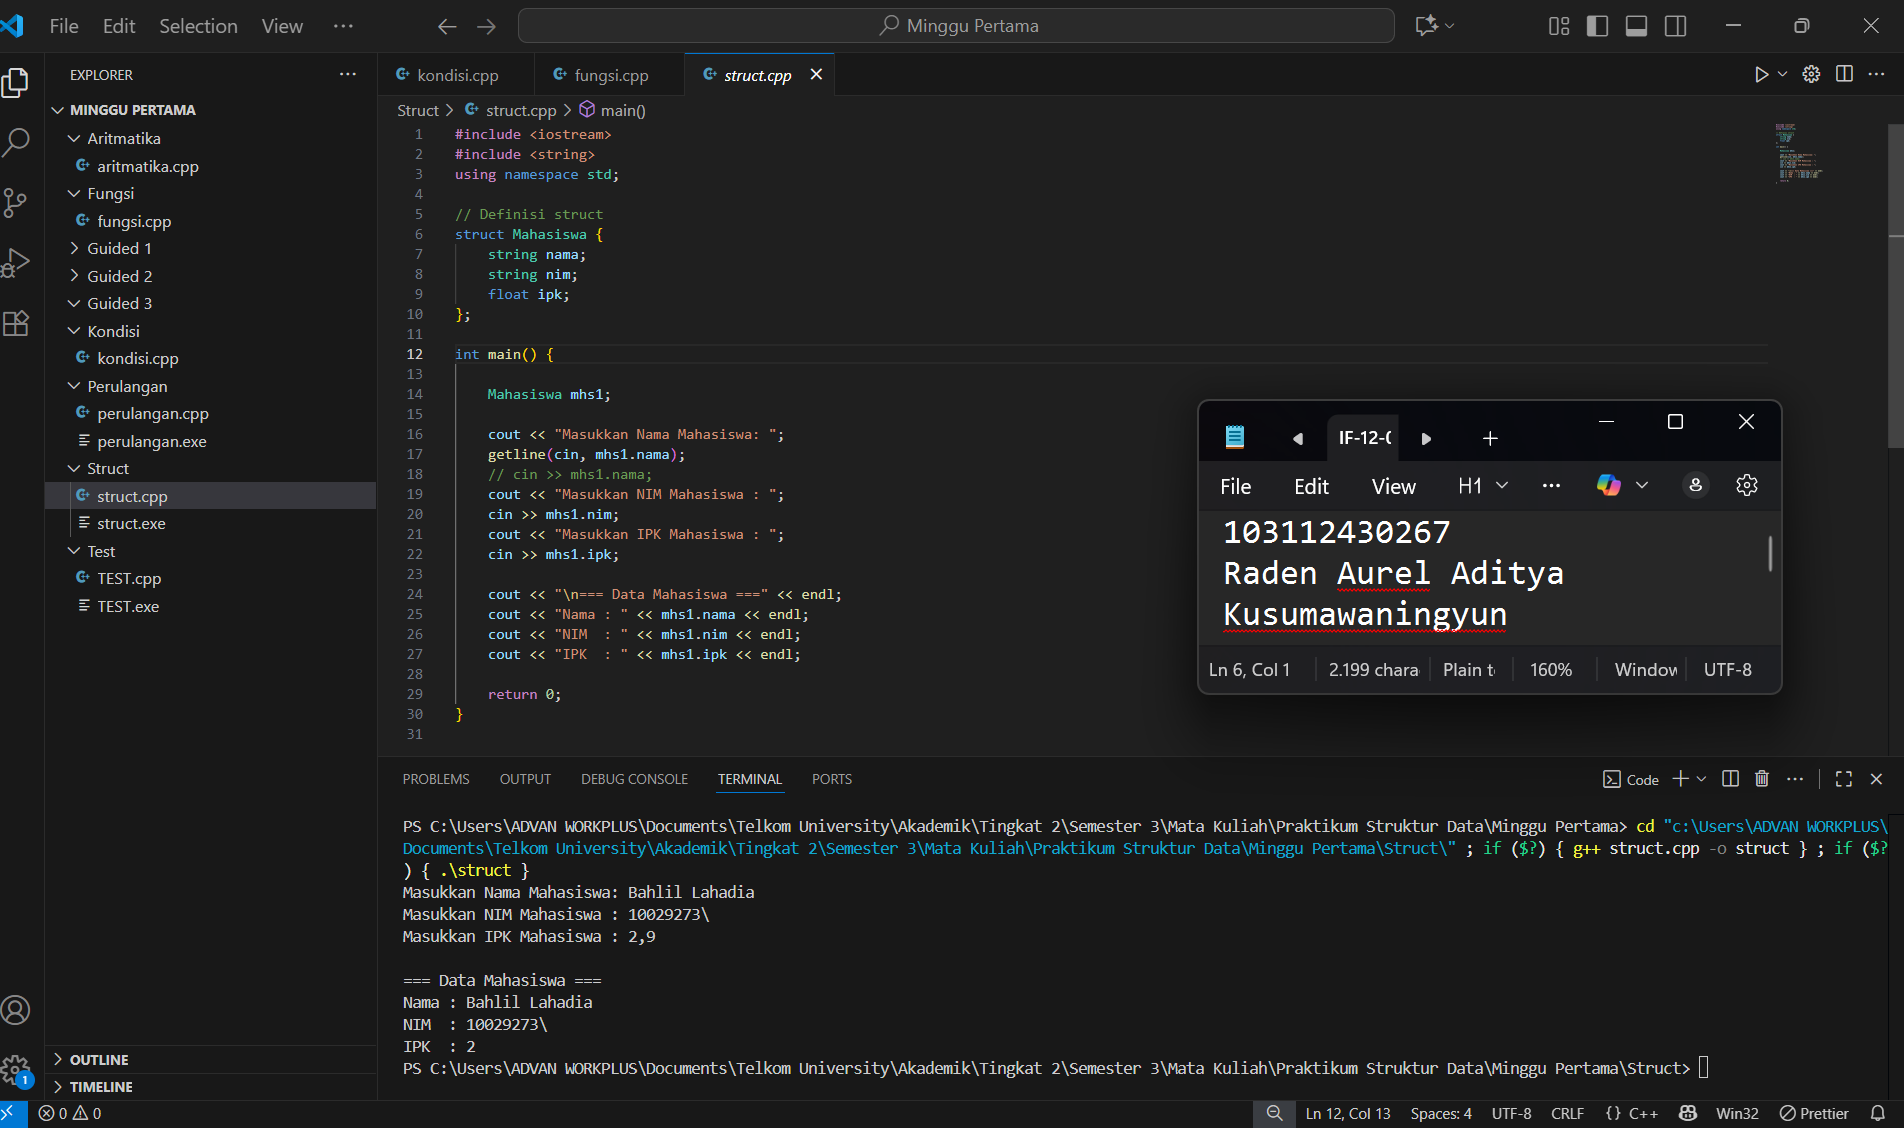 File Edit Selection View ··· Minggu Pertama
EXPLORER ···
MINGGU PERTAMA
Aritmatika
aritmatika.cpp
Fungsi
fungsi.cpp
Guided 1
Guided 2
Guided 3
Kondisi
kondisi.cpp
Perulangan
perulangan.cpp
perulangan.exe
Struct
struct.cpp
struct.exe
Test
TEST.cpp
TEST.exe
OUTLINE
TIMELINE
kondisi.cpp fungsi.cpp struct.cpp
Struct > struct.cpp > main()
1 #include <iostream>
2 #include <string>
3 using namespace std;
4
5 // Definisi struct
6 struct Mahasiswa {
7 string nama;
8 string nim;
9 float ipk;
10 };
11
12 int main() {
13
14 Mahasiswa mhs1;
15
16 cout << "Masukkan Nama Mahasiswa: ";
17 getline(cin, mhs1.nama);
18 // cin >> mhs1.nama;
19 cout << "Masukkan NIM Mahasiswa : ";
20 cin >> mhs1.nim;
21 cout << "Masukkan IPK Mahasiswa : ";
22 cin >> mhs1.ipk;
23
24 cout << "\n=== Data Mahasiswa ===" << endl;
25 cout << "Nama : " << mhs1.nama << endl;
26 cout << "NIM  : " << mhs1.nim << endl;
27 cout << "IPK  : " << mhs1.ipk << endl;
28
29 return 0;
30 }
31
IF-12-0
File Edit View H1 ···
103112430267
Raden Aurel Aditya
Kusumawaningyun
Ln 6, Col 1 2.199 chara Plain t 160% Window UTF-8
PROBLEMS OUTPUT DEBUG CONSOLE TERMINAL PORTS Code
PS C:\Users\ADVAN WORKPLUS\Documents\Telkom University\Akademik\Tingkat 2\Semester 3\Mata Kuliah\Praktikum Struktur Data\Minggu Pertama> cd "c:\Users\ADVAN WORKPLUS\
Documents\Telkom University\Akademik\Tingkat 2\Semester 3\Mata Kuliah\Praktikum Struktur Data\Minggu Pertama\Struct\" ; if ($?) { g++ struct.cpp -o struct } ; if ($?
) { .\struct }
Masukkan Nama Mahasiswa: Bahlil Lahadia
Masukkan NIM Mahasiswa : 10029273\
Masukkan IPK Mahasiswa : 2,9
=== Data Mahasiswa ===
Nama : Bahlil Lahadia
NIM  : 10029273\
IPK  : 2
PS C:\Users\ADVAN WORKPLUS\Documents\Telkom University\Akademik\Tingkat 2\Semester 3\Mata Kuliah\Praktikum Struktur Data\Minggu Pertama\Struct>
1
0 0 Ln 12, Col 13 Spaces: 4 UTF-8 CRLF {} C++ Win32 Prettier